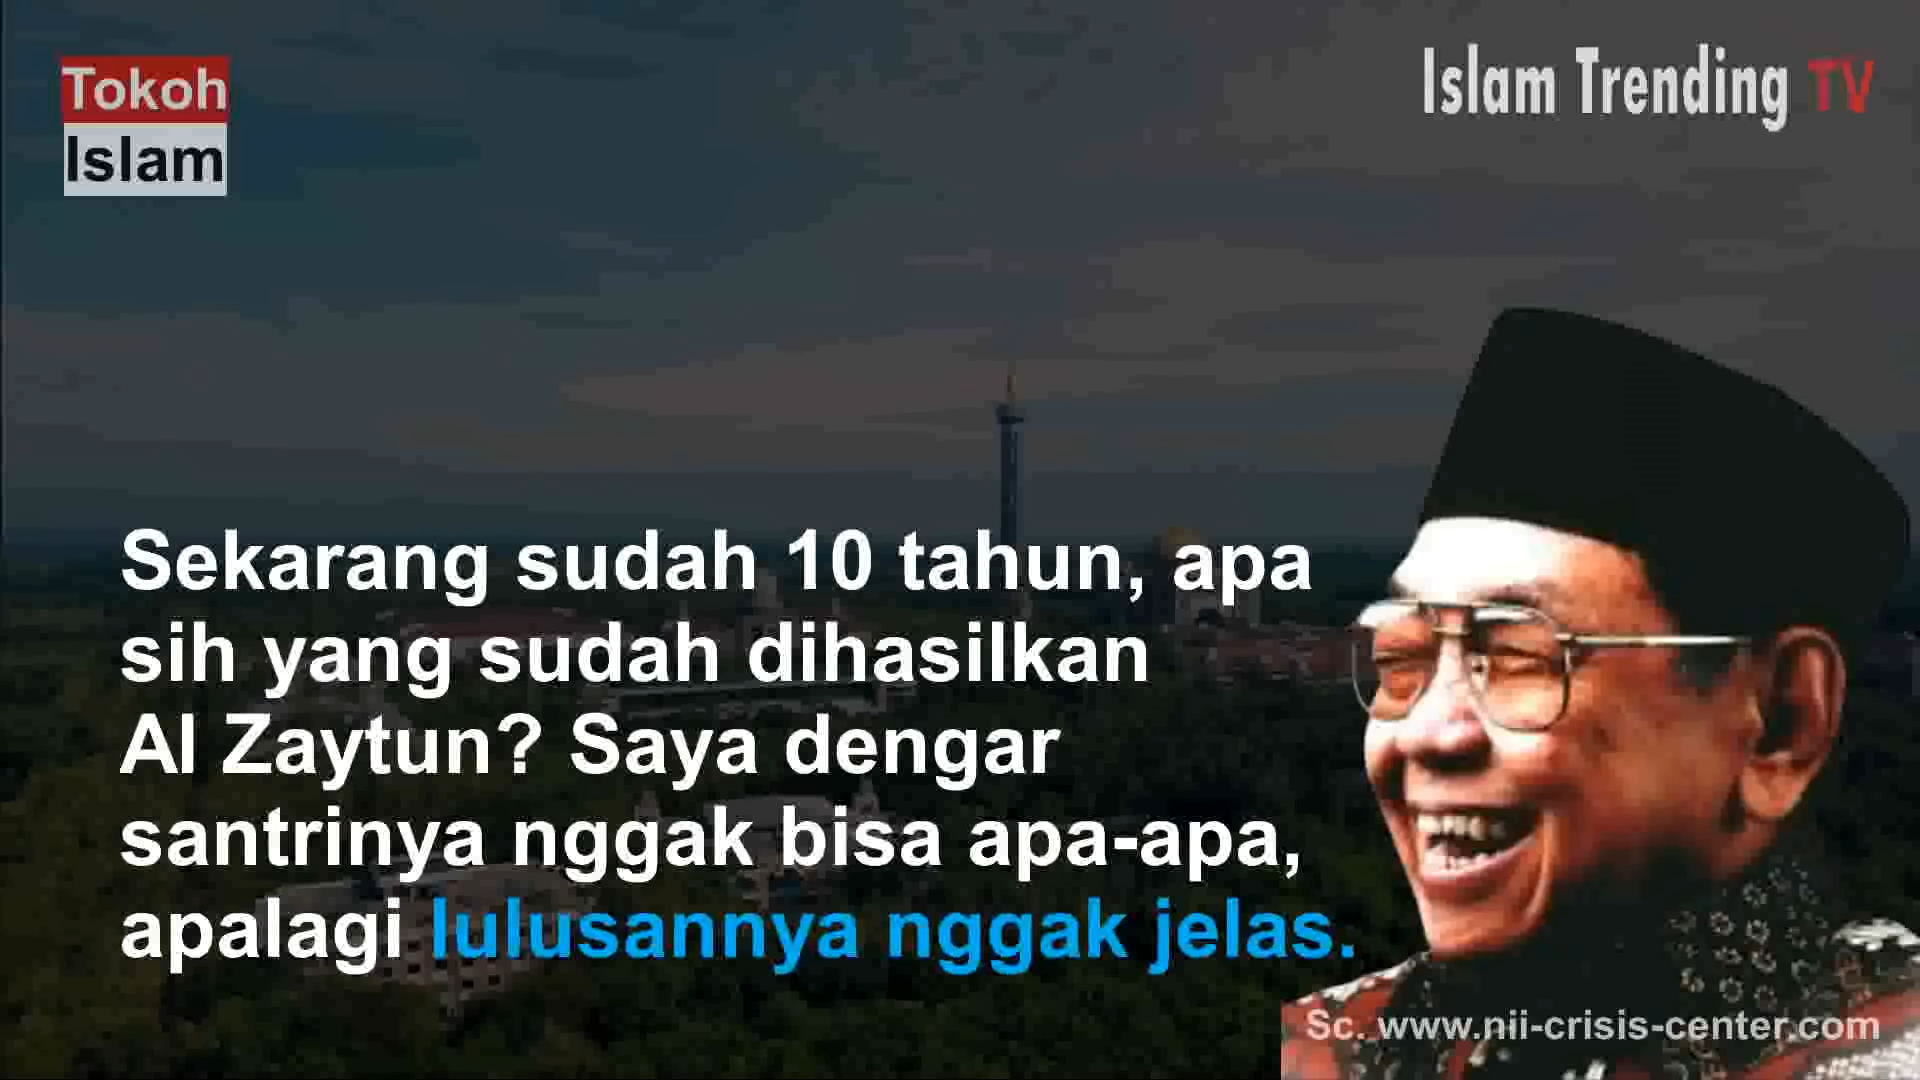 Tokoh
Islam
Islam Trending TV
Sekarang sudah 10 tahun, apa
sih yang sudah dihasilkan
Al Zaytun? Saya dengar
santrinya nggak bisa apa-apa,
apalagi lulusannya nggak jelas.
Sc. www.nii-crisis-center.com